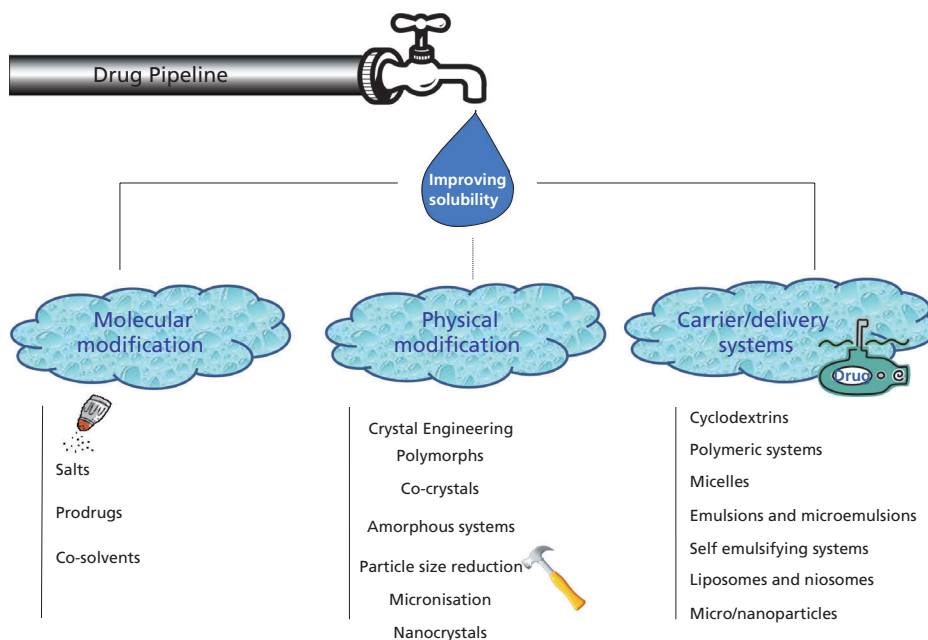 Drug Pipeline
Improving
solubility
Molecular
modification
Physical
modification
Carrier/delivery
systems
Drug
Salts
Prodrugs
Co-solvents
Crystal Engineering
Polymorphs
Co-crystals
Amorphous systems
Particle size reduction
Micronisation
Nanocrystals
Cyclodextrins
Polymeric systems
Micelles
Emulsions and microemulsions
Self emulsifying systems
Liposomes and niosomes
Micro/nanoparticles